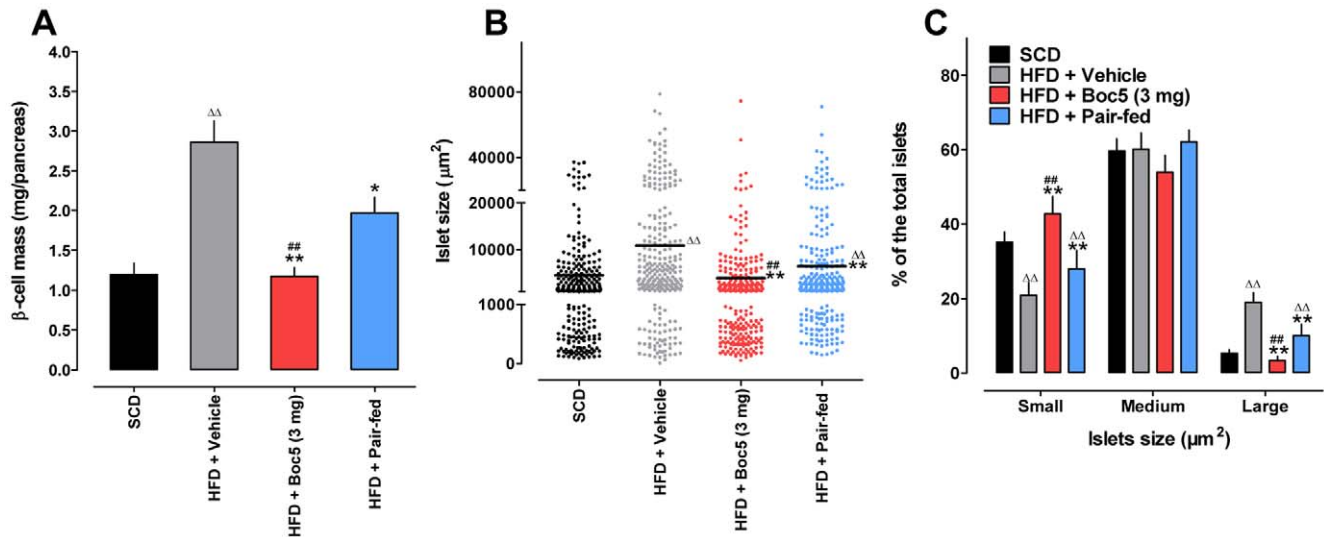 A
β-cell mass (mg/pancreas)
4.0
3.5
3.0
2.5
2.0
1.5
1.0
0.5
0.0
ΔΔ
##
**
*
SCD
HFD + Vehicle
HFD + Boc5 (3 mg)
HFD + Pair-fed
B
Islet size (μm²)
80000
40000
20000
10000
1000
0
ΔΔ
##
**
ΔΔ
**
SCD
HFD + Vehicle
HFD + Boc5 (3 mg)
HFD + Pair-fed
C
SCD
HFD + Vehicle
HFD + Boc5 (3 mg)
HFD + Pair-fed
% of the total islets
80
60
40
20
0
ΔΔ
##
**
ΔΔ
**
ΔΔ
##
**
ΔΔ
**
Small Medium Large
Islets size (μm²)